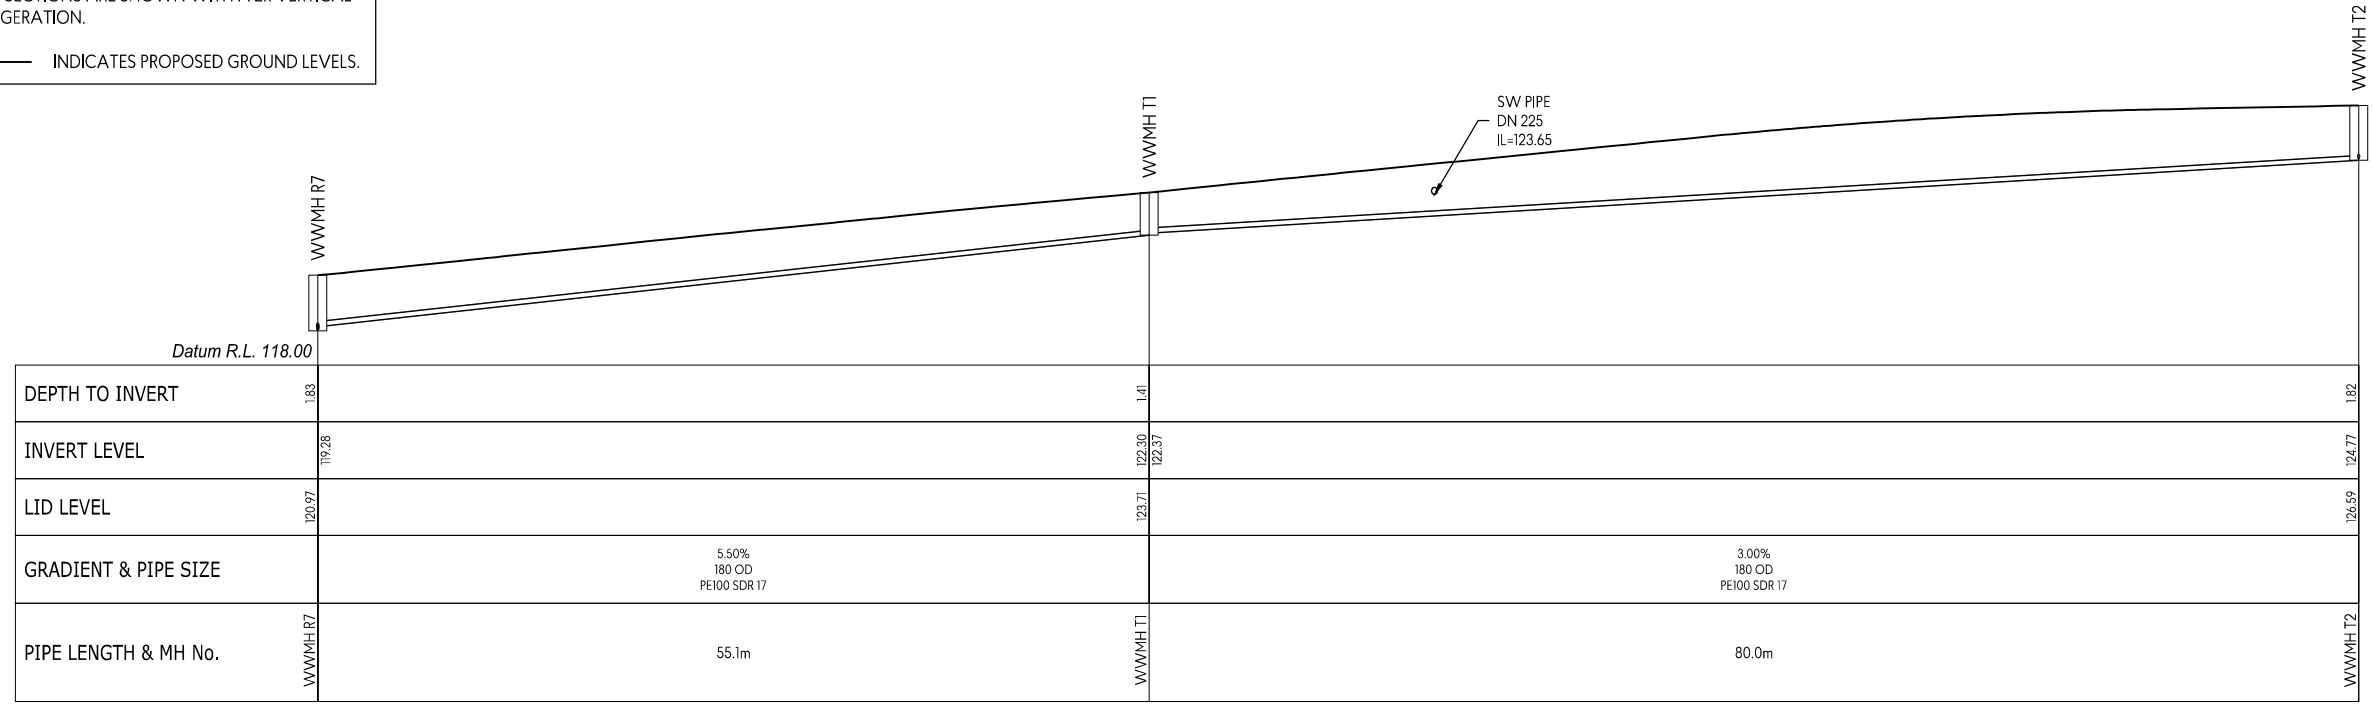 GERATION.
INDICATES PROPOSED GROUND LEVELS.
WWMH R7
WWMH T1
SW PIPE
DN 225
IL=123.65
WWMH T2
Datum R.L. 118.00
DEPTH TO INVERT 1.83 1.41 1.82
INVERT LEVEL 119.28 122.30 122.37 124.77
LID LEVEL 120.97 123.71 126.59
GRADIENT & PIPE SIZE
5.50%
180 OD
PE100 SDR 17
3.00%
180 OD
PE100 SDR 17
PIPE LENGTH & MH No. WWMH R7 55.1m WWMH T1 80.0m WWMH T2